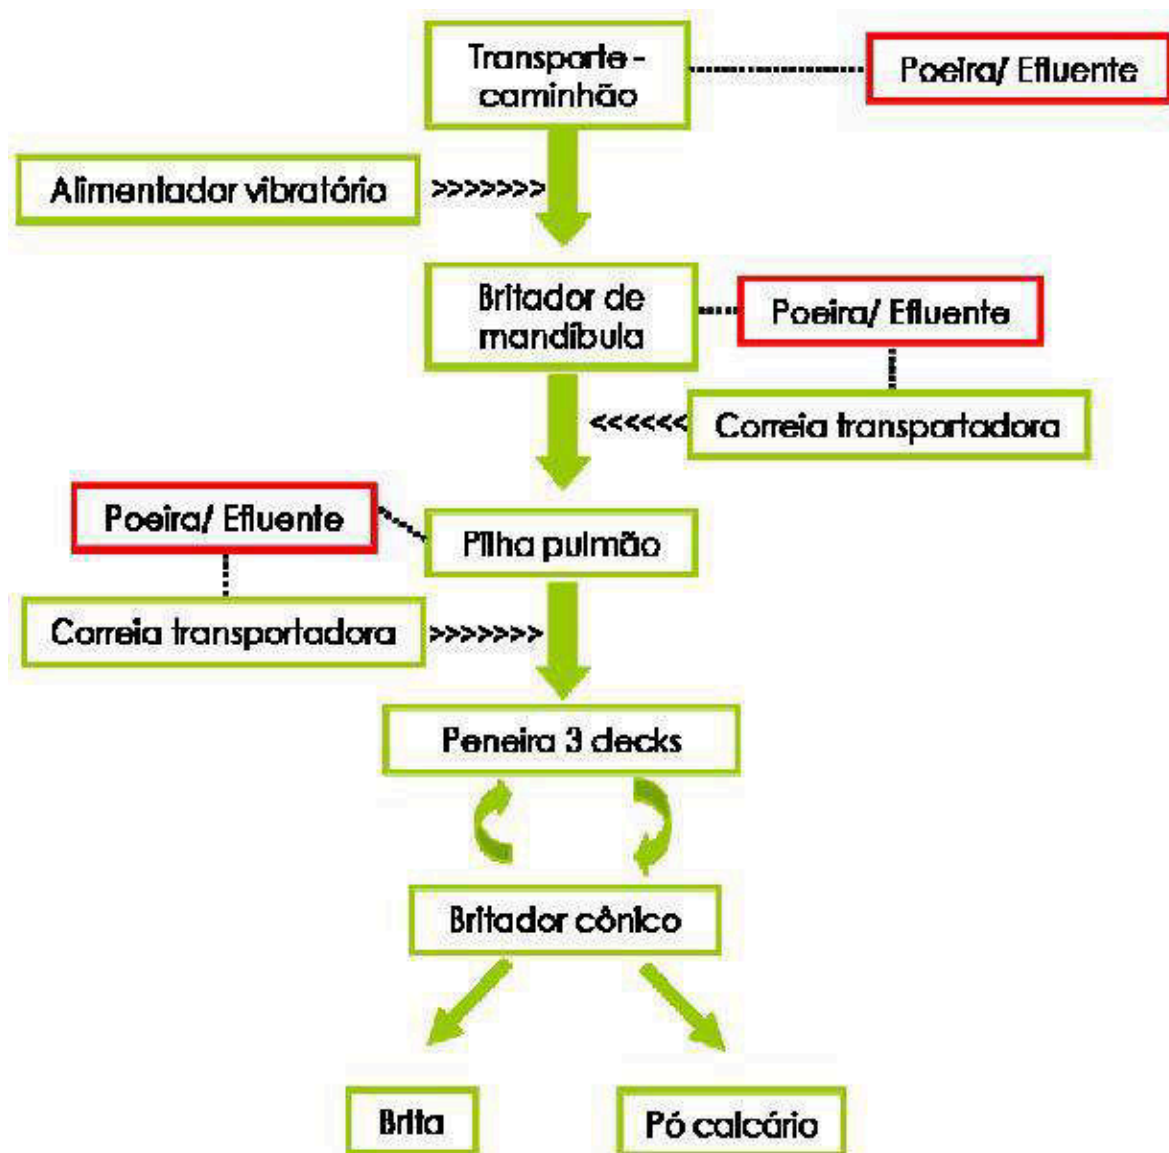 Transporte -
caminhão
Poeira/ Efluente
Alimentador vibratório
>>>>>>>
Britador de
mandíbula
Poeira/ Efluente
<<<<<<
Correia transportadora
Poeira/ Efluente
Pilha pulmão
Correia transportadora
>>>>>>>
Peneira 3 decks
Britador cônico
Brita
Pó calcário